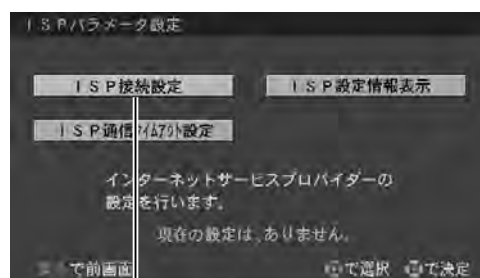 ISPパラメータ設定
ISP接続設定
ISP設定情報表示
ISP通信ﾀｲﾑｱｳﾄ設定
インターネットサービスプロバイダーの
設定を行います。
現在の設定は、ありません。
で前画面
で選択 で決定